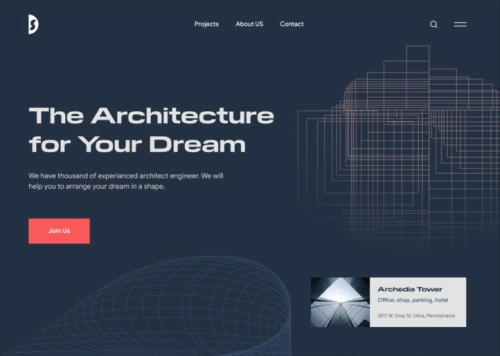 Projects
About US
Contact
The Architecture
for Your Dream
We have thousand of experianced architect engineer. We will
help you to arrange your dream in a shape.
Join Us
Archedia Tower
Office, shop, parking, hotel
2617 W. Gray St. Utica, Pennsylvania